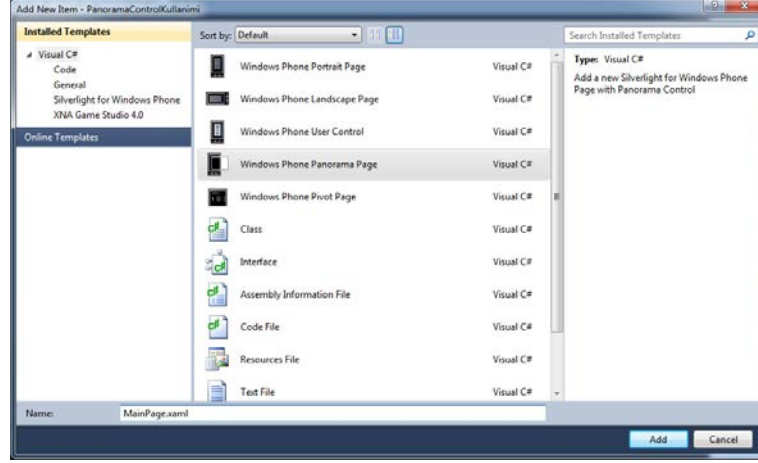 Add New Item - PanoramaControlKullanimi
Installed Templates
Visual C#
Code
General
Silverlight for Windows Phone
XNA Game Studio 4.0
Online Templates
Sort by: Default
Windows Phone Portrait Page Visual C#
Windows Phone Landscape Page Visual C#
Windows Phone User Control Visual C#
Windows Phone Panorama Page Visual C#
Windows Phone Pivot Page Visual C#
Class Visual C#
Interface Visual C#
Assembly Information File Visual C#
Code File Visual C#
Resources File Visual C#
Text File Visual C#
Search Installed Templates
Type: Visual C#
Add a new Silverlight for Windows Phone
Page with Panorama Control
Name: MainPage.xaml
Add Cancel